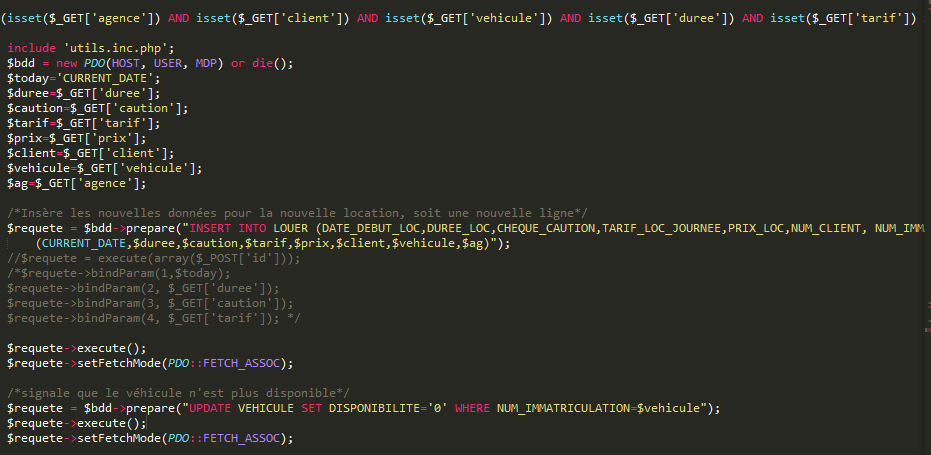 (isset($_GET['agence']) AND isset($_GET['client']) AND isset($_GET['vehicule']) AND isset($_GET['duree']) AND isset($_GET['tarif'])
include 'utils.inc.php';
$bdd = new PDO(HOST, USER, MDP) or die();
$today='CURRENT_DATE';
$duree=$_GET['duree'];
$caution=$_GET['caution'];
$tarif=$_GET['tarif'];
$prix=$_GET['prix'];
$client=$_GET['client'];
$vehicule=$_GET['vehicule'];
$ag=$_GET['agence'];
/*Insère les nouvelles données pour la nouvelle location, soit une nouvelle ligne*/
$requete = $bdd->prepare("INSERT INTO LOUER (DATE_DEBUT_LOC,DUREE_LOC,CHEQUE_CAUTION,TARIF_LOC_JOURNEE,PRIX_LOC,NUM_CLIENT, NUM_IMM
(CURRENT_DATE,$duree,$caution,$tarif,$prix,$client,$vehicule,$ag)");
//$requete = execute(array($_POST['id']));
/*$requete->bindParam(1,$today);
$requete->bindParam(2, $_GET['duree']);
$requete->bindParam(3, $_GET['caution']);
$requete->bindParam(4, $_GET['tarif']); */
$requete->execute();
$requete->setFetchMode(PDO::FETCH_ASSOC);
/*signale que le véhicule n'est plus disponible*/
$requete = $bdd->prepare("UPDATE VEHICULE SET DISPONIBILITE='0' WHERE NUM_IMMATRICULATION=$vehicule");
$requete->execute();
$requete->setFetchMode(PDO::FETCH_ASSOC);